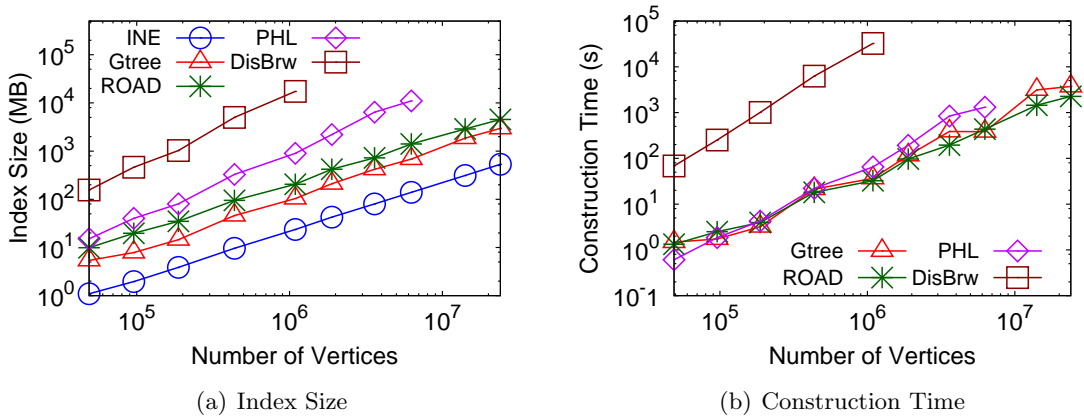 INE
PHL
Gtree
DisBrw
ROAD
10^5
10^4
10^3
10^2
10^1
10^0
Index Size (MB)
10^5
10^6
10^7
Number of Vertices
(a) Index Size
10^5
10^4
10^3
10^2
10^1
10^0
10^-1
Construction Time (s)
Gtree
PHL
ROAD
DisBrw
10^5
10^6
10^7
Number of Vertices
(b) Construction Time